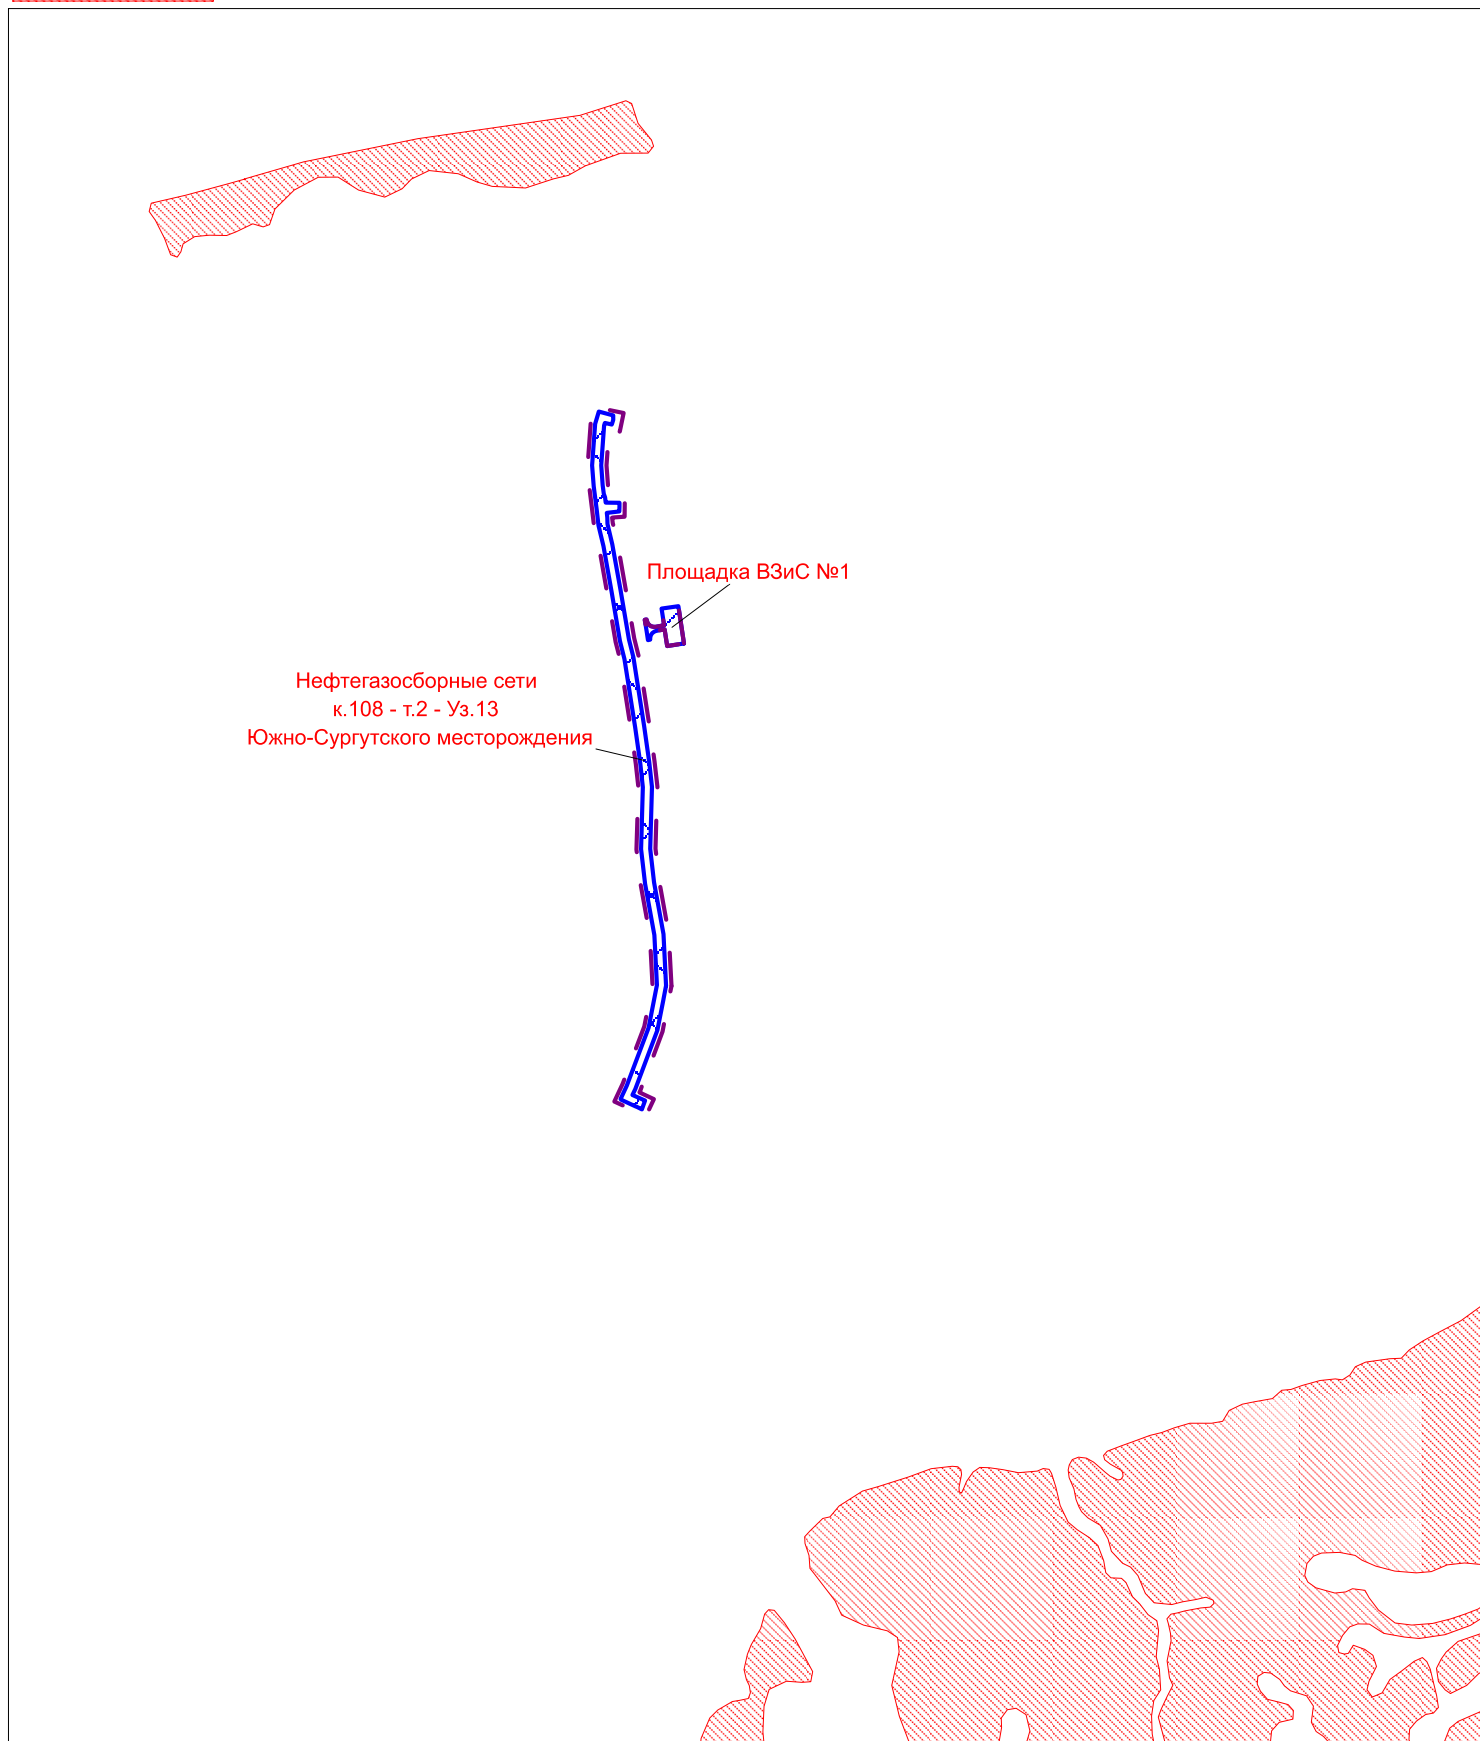 Площадка ВЗиС №1
Нефтегазосборные сети
к.108 - т.2 - Уз.13
Южно-Сургутского месторождения